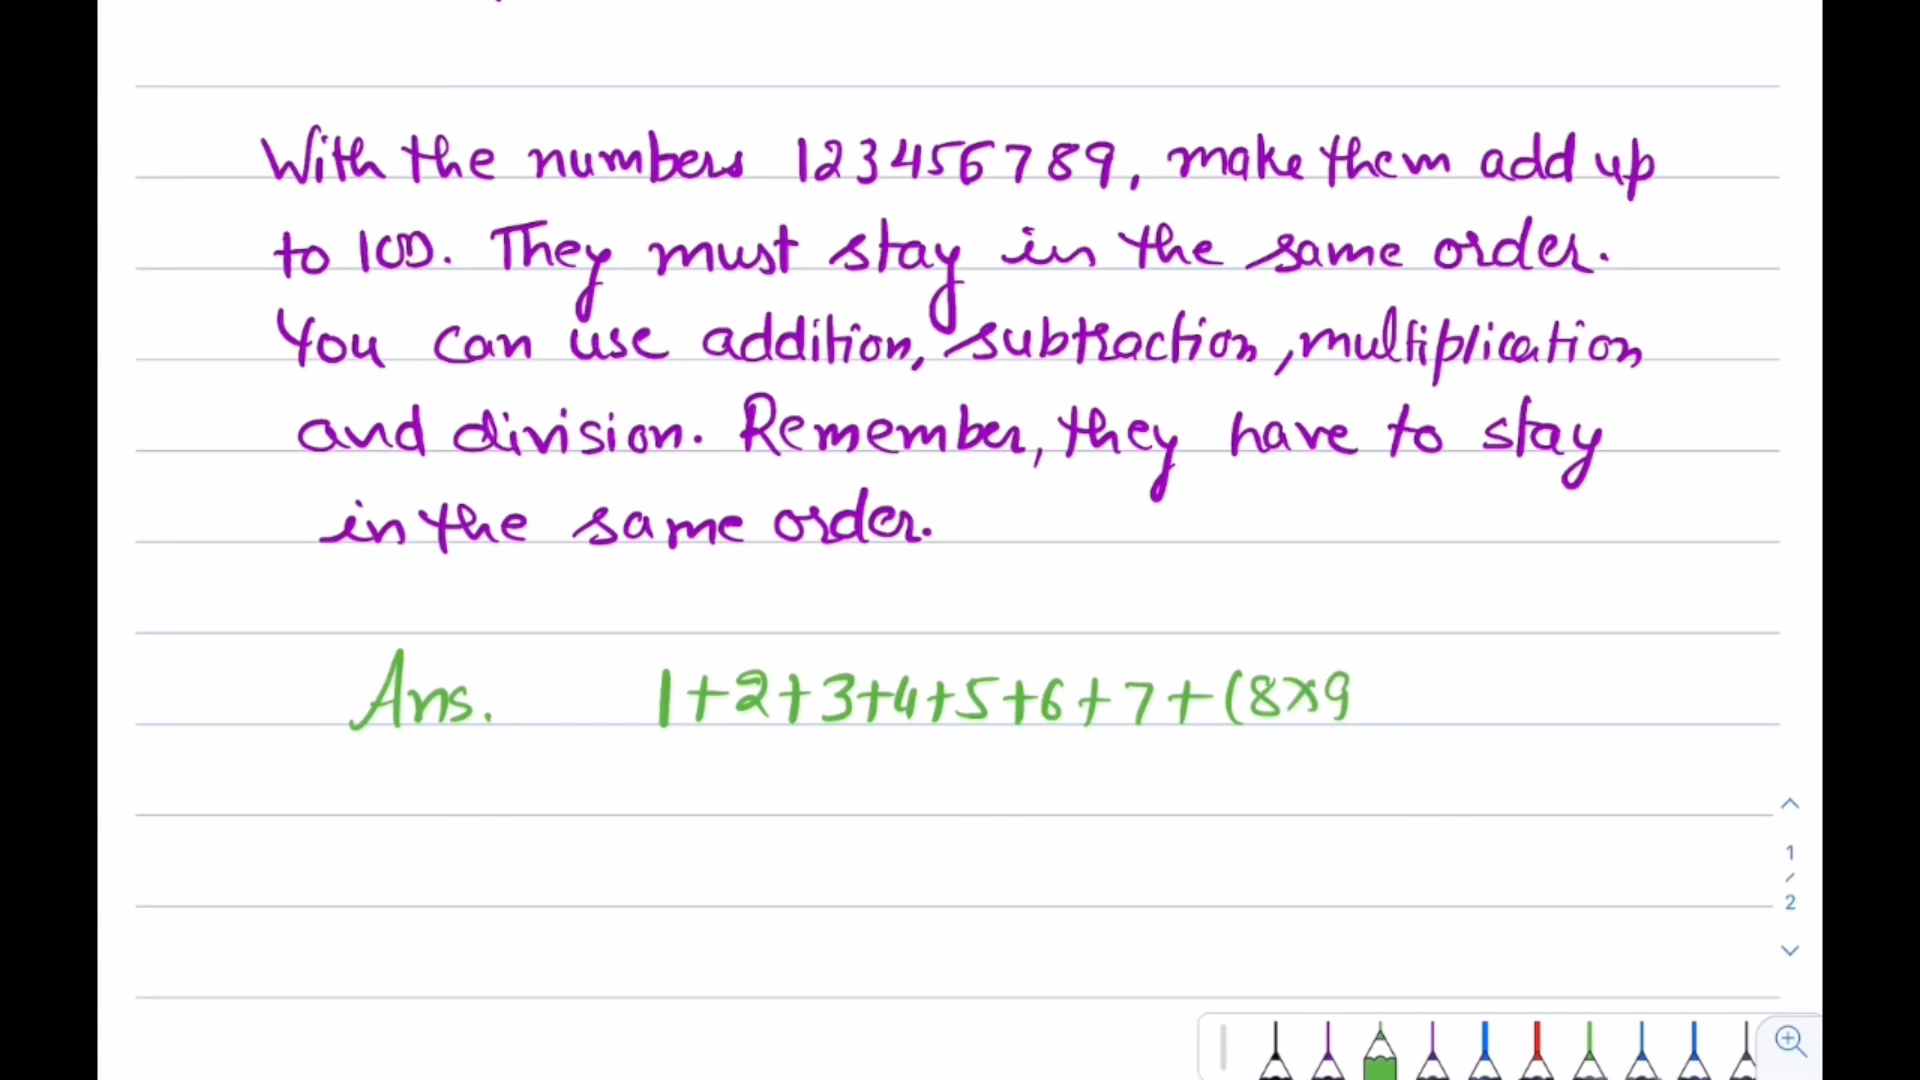 With the numbers 123456789, make them add up
to 100. They must stay in the same order.
You can use addition, subtraction, multiplication
and division. Remember, they have to stay
in the same order.
Ans. 1+2+3+4+5+6+7+(8×9
1
/
2